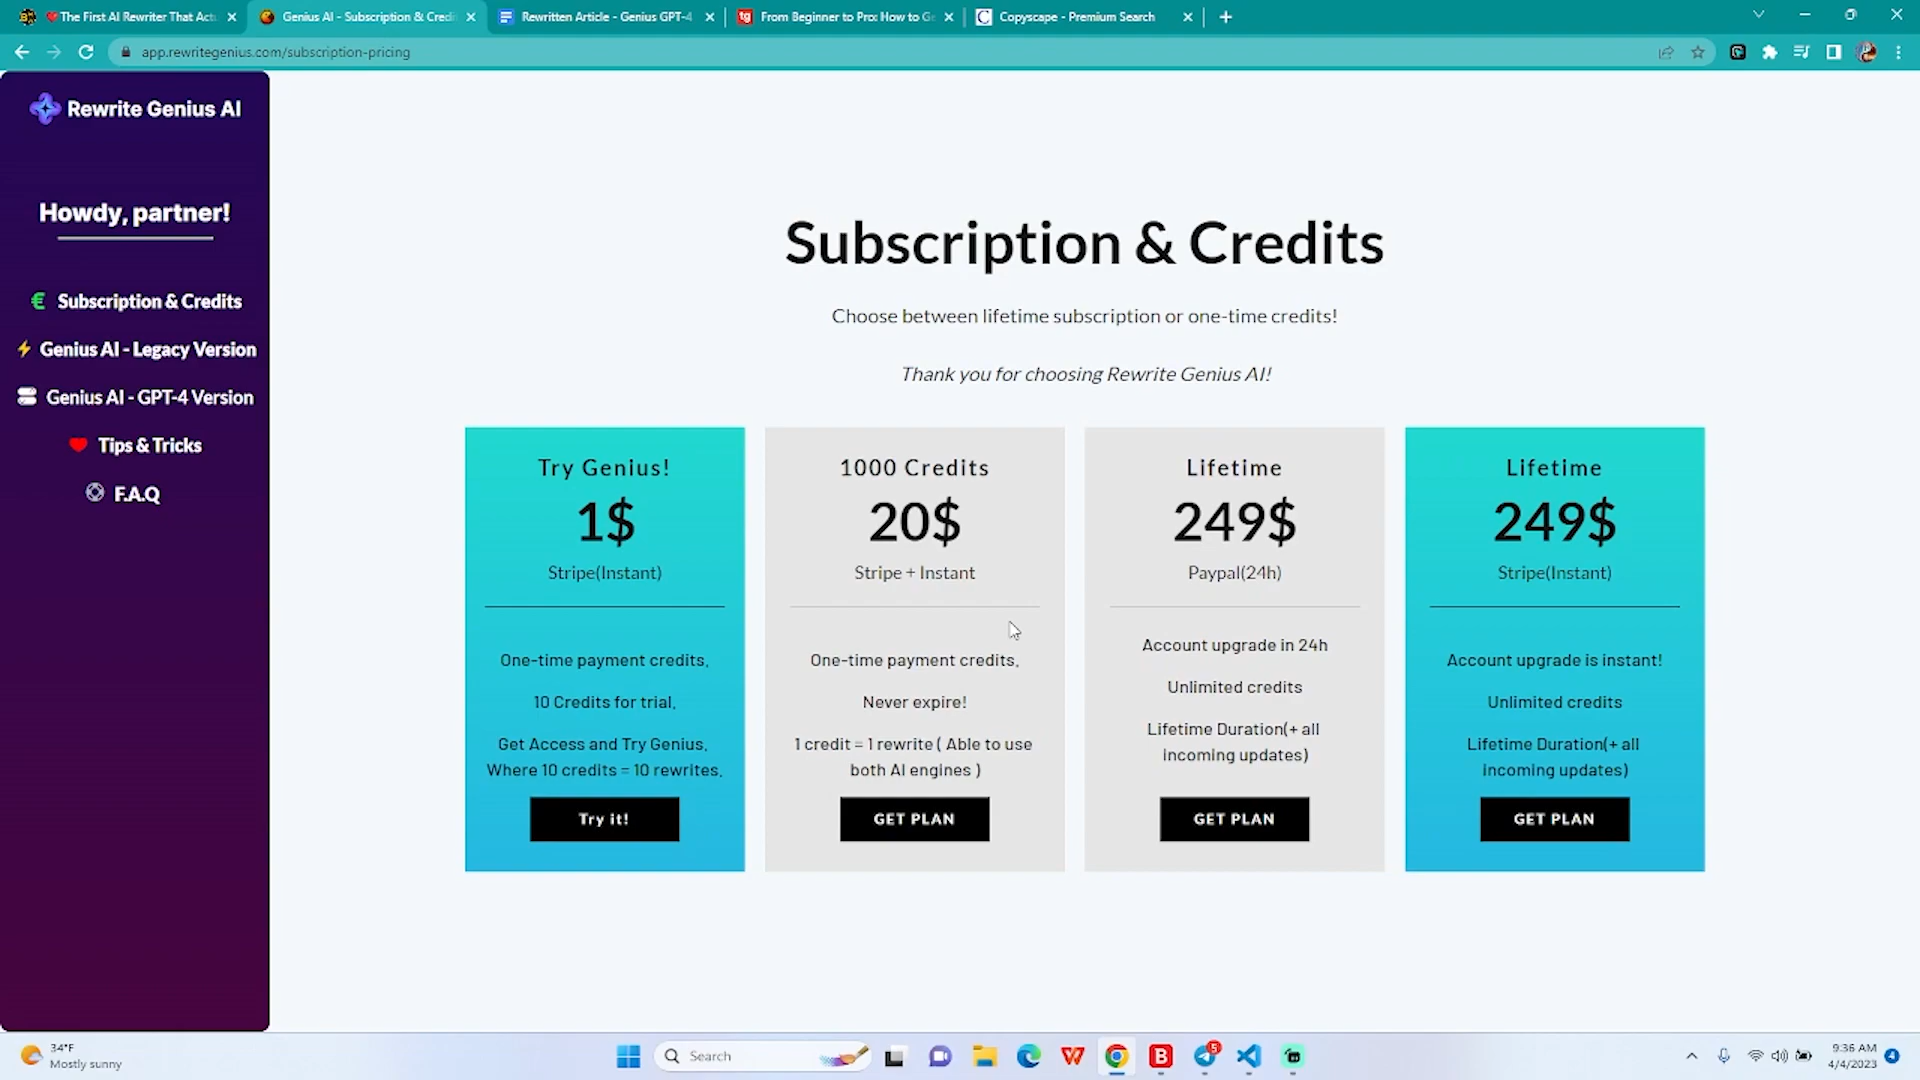 The First AI Rewriter That Actu
Genius AI - Subscription & Credi
Rewritten Article - Genius GPT-4
From Beginner to Pro: How to Ge
Copyscape - Premium Search
app.rewritegenius.com/subscription-pricing
Rewrite Genius AI
Howdy, partner!
Subscription & Credits
Genius AI - Legacy Version
Genius AI - GPT-4 Version
Tips & Tricks
F.A.Q
Subscription & Credits
Choose between lifetime subscription or one-time credits!
Thank you for choosing Rewrite Genius AI!
Try Genius!
1$
Stripe(Instant)
One-time payment credits.
10 Credits for trial.
Get Access and Try Genius.
Where 10 credits = 10 rewrites.
Try it!
1000 Credits
20$
Stripe + Instant
One-time payment credits.
Never expire!
1 credit = 1 rewrite ( Able to use
both AI engines )
GET PLAN
Lifetime
249$
Paypal(24h)
Account upgrade in 24h
Unlimited credits
Lifetime Duration(+ all
incoming updates)
GET PLAN
Lifetime
249$
Stripe(Instant)
Account upgrade is instant!
Unlimited credits
Lifetime Duration(+ all
incoming updates)
GET PLAN
34°F
Mostly sunny
Search
5
9:36 AM
4/4/2023
4